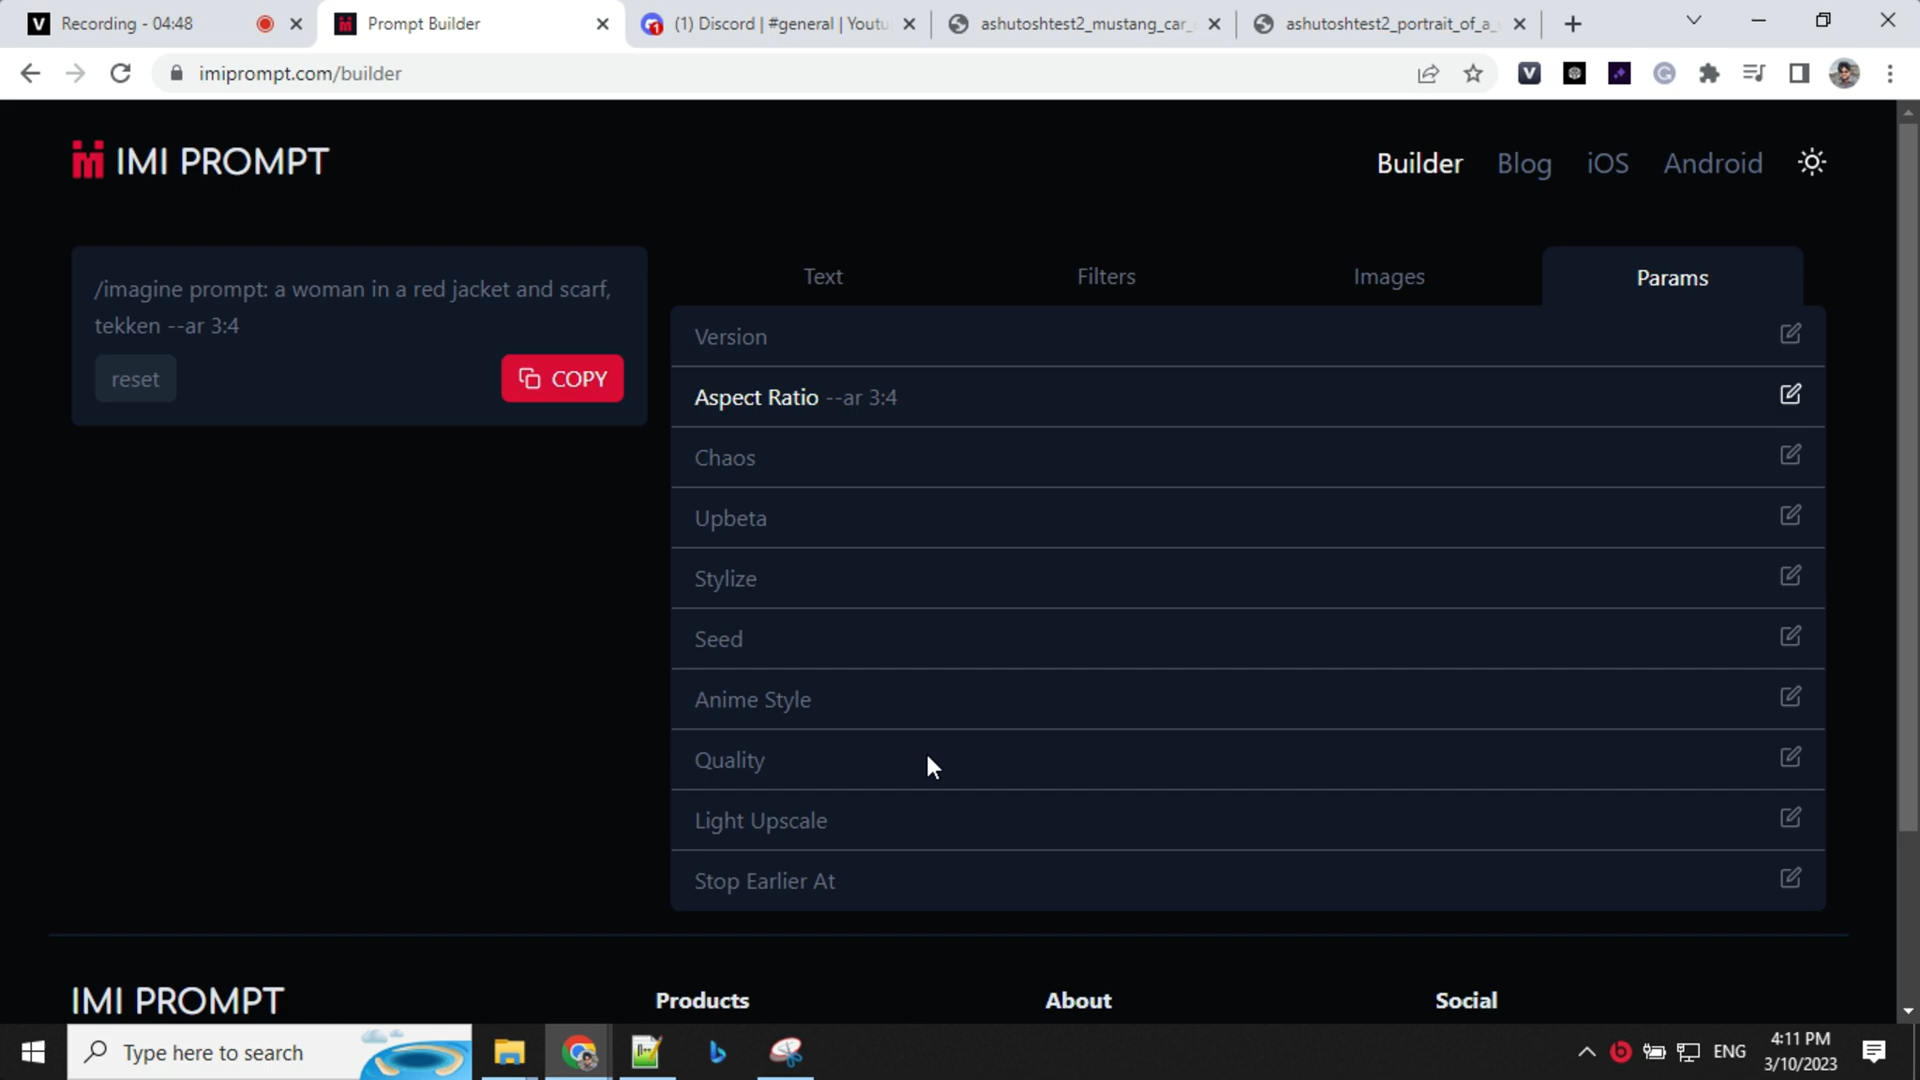 V Recording - 04:48
Prompt Builder
(1) Discord | #general | Youtu
ashutoshtest2_mustang_car_
ashutoshtest2_portrait_of_a_
imiprompt.com/builder
IMI PROMPT
Builder
Blog
iOS
Android
/imagine prompt: a woman in a red jacket and scarf,
tekken --ar 3:4
reset
COPY
Text
Filters
Images
Params
Version
Aspect Ratio --ar 3:4
Chaos
Upbeta
Stylize
Seed
Anime Style
Quality
Light Upscale
Stop Earlier At
IMI PROMPT
Products
About
Social
Type here to search
ENG
4:11 PM
3/10/2023